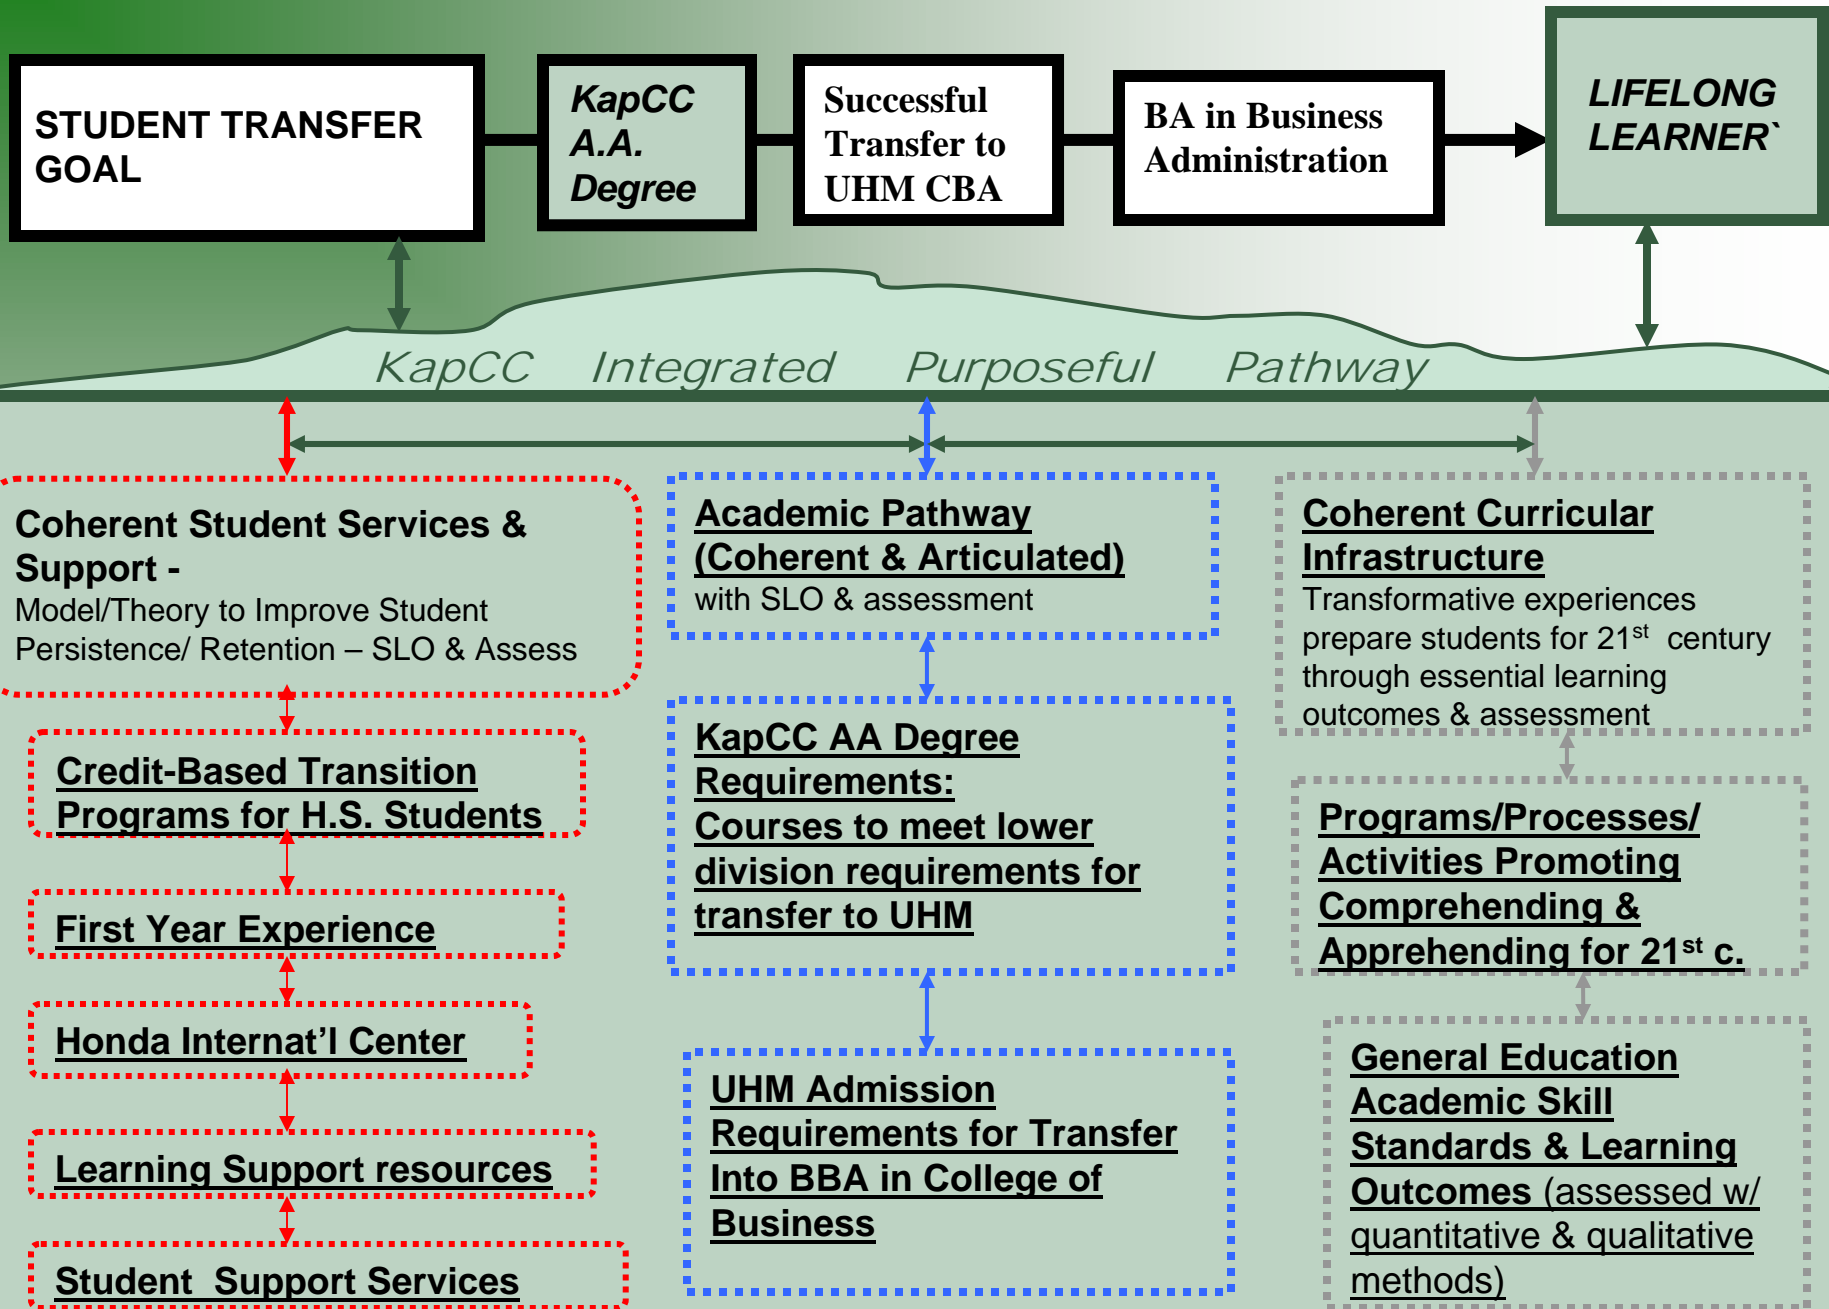 STUDENT TRANSFER
GOAL
KapCC
A.A.
Degree
Successful
Transfer to
UHM CBA
BA in Business
Administration
LIFELONG
LEARNER`
KapCC Integrated Purposeful Pathway
Coherent Student Services &
Support -
Model/Theory to Improve Student
Persistence/ Retention – SLO & Assess
Credit-Based Transition
Programs for H.S. Students
First Year Experience
Honda Internat’l Center
Learning Support resources
Student Support Services
Academic Pathway
(Coherent & Articulated)
with SLO & assessment
KapCC AA Degree
Requirements:
Courses to meet lower
division requirements for
transfer to UHM
UHM Admission
Requirements for Transfer
Into BBA in College of
Business
Coherent Curricular
Infrastructure
Transformative experiences
prepare students for 21st century
through essential learning
outcomes & assessment
Programs/Processes/
Activities Promoting
Comprehending &
Apprehending for 21st c.
General Education
Academic Skill
Standards & Learning
Outcomes (assessed w/
quantitative & qualitative
methods)